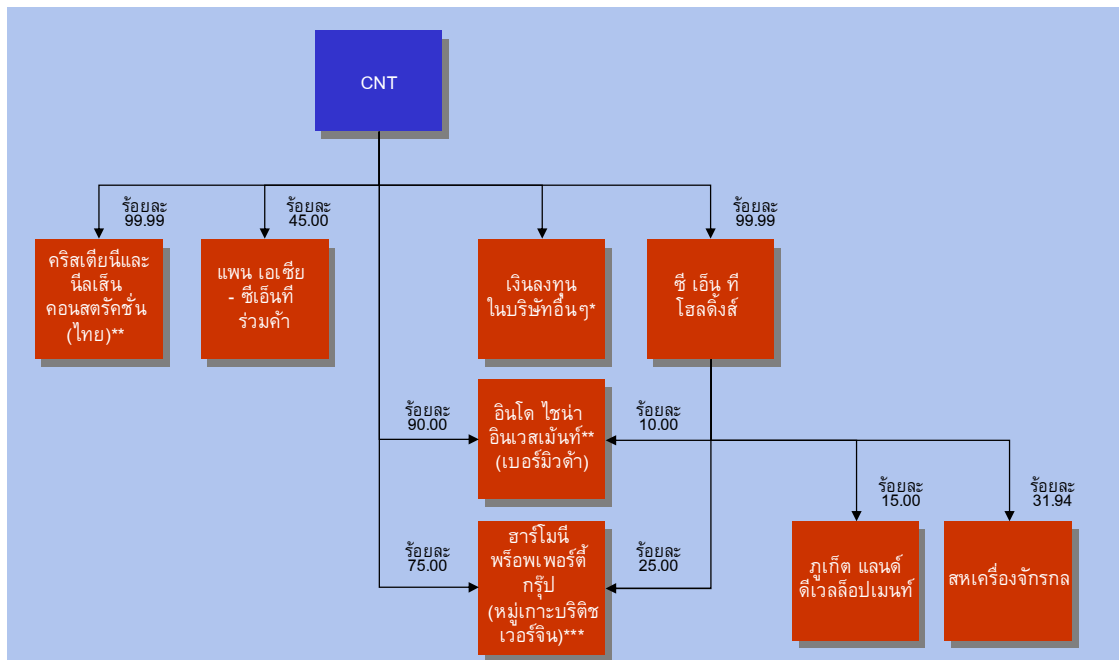 CNT
ร้อยละ
99.99
ร้อยละ
45.00
ร้อยละ
99.99
คริสเตียนีและ
นีลเส็น
คอนสตรัคชั่น
(ไทย)**
แพน เอเซีย
- ซีเอ็นที
ร่วมค้า
เงินลงทุน
ในบริษัทอื่นๆ*
ซี เอ็น ที
โฮลดิ้งส์
ร้อยละ
90.00
อินโด ไชน่า
อินเวสเม้นท์**
(เบอร์มิวด้า)
ร้อยละ
10.00
ร้อยละ
15.00
ร้อยละ
31.94
ร้อยละ
75.00
ฮาร์โมนี
พร็อพเพอร์ตี้
กรุ๊ป
(หมู่เกาะบริติช
เวอร์จิน)***
ร้อยละ
25.00
ภูเก็ต แลนด์
ดีเวลล็อปเมนท์
สหเครื่องจักรกล